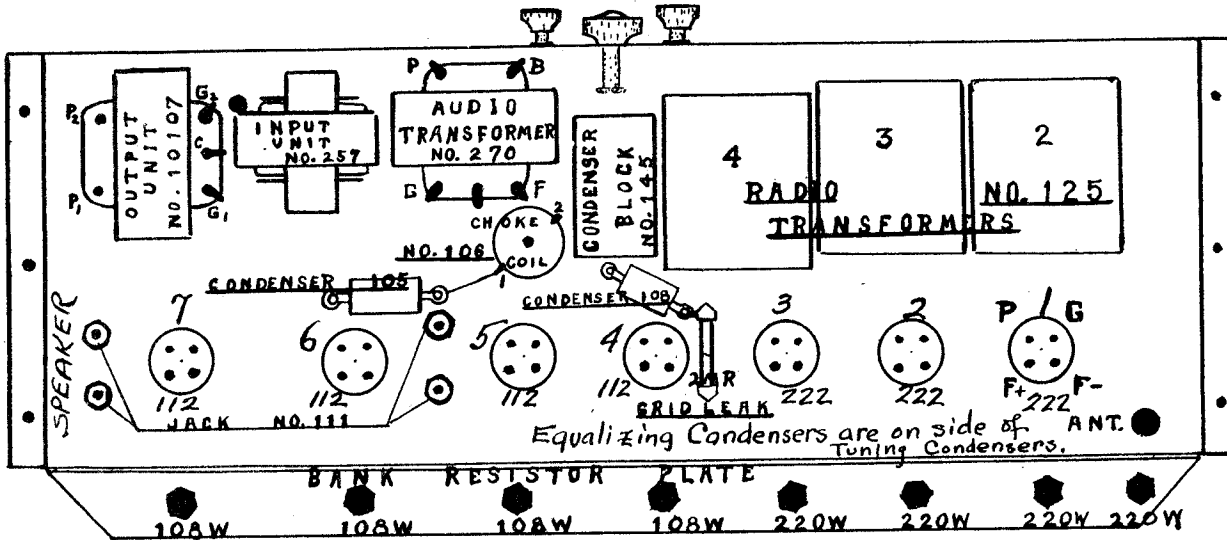 P B
P2 G2
OUTPUT
UNIT
NO. 10107
C
P1 G1
INPUT
UNIT
NO. 257
AUDIO
TRANSFORMER
NO. 270
G F
CONDENSER
BLOCK
NO. 145
4 3 2
RADIO NO. 125
TRANSFORMERS
2
CHOKE
COIL
NO. 106
1
CONDENSER 105
CONDENSER 108
SPEAKER
7 6 5 4 3 2 1
P G
F+ F-
112 112 112 112 222 222 222
JACK NO. 111
GRID LEAK
ANT.
Equalizing Condensers are on side of
Tuning Condensers.
BANK RESISTOR PLATE
108W 108W 108W 108W 220W 220W 220W 220W